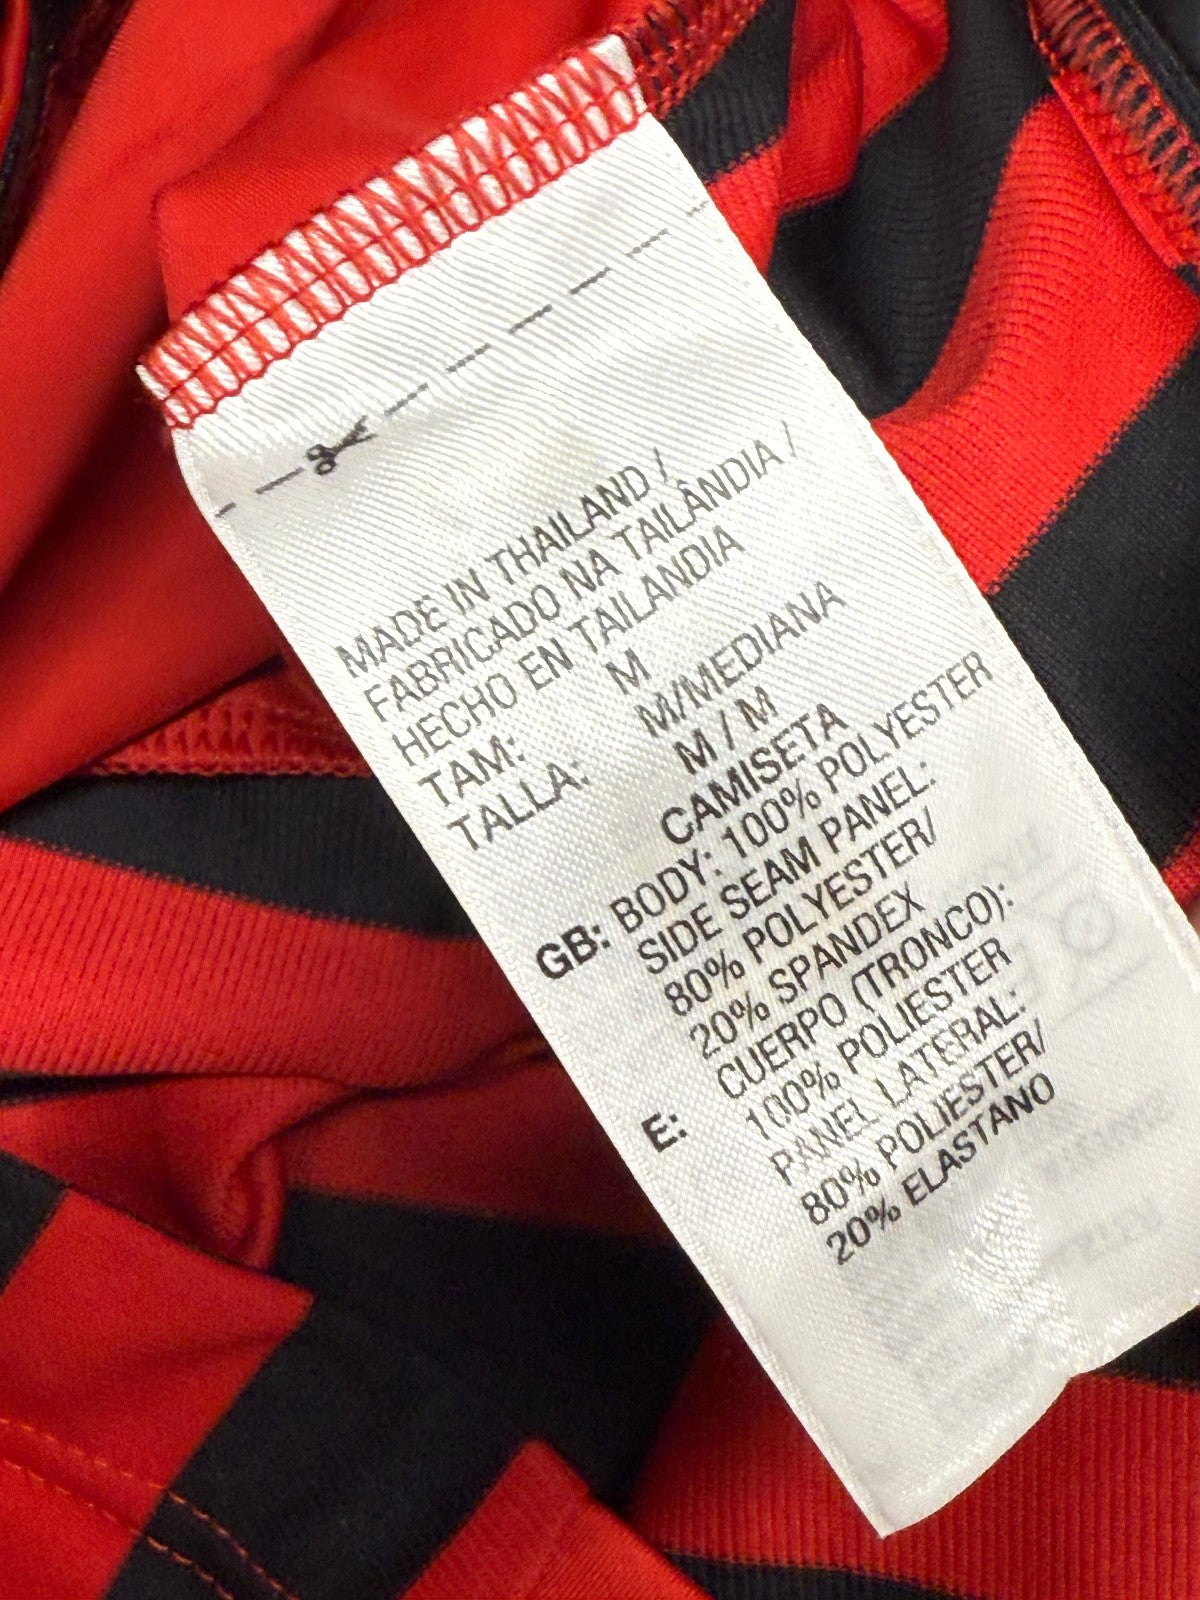 MADE IN THAILAND /
FABRICADO NA TAILÂNDIA /
HECHO EN TAILANDIA
TAM: M
TALLA: M/MEDIANA
M / M
CAMISETA
GB: BODY: 100% POLYESTER
SIDE SEAM PANEL:
80% POLYESTER/
20% SPANDEX
E: CUERPO (TRONCO):
100% POLIESTER
PANEL LATERAL:
80% POLIESTER/
20% ELASTANO